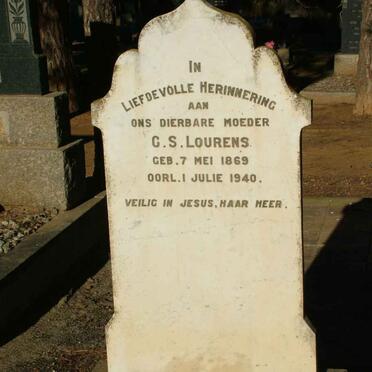 IN
LIEFDEVOLLE HERINNERING
AAN
ONS DIERBARE MOEDER
C.S. LOURENS
GEB. 7 MEI 1869
OORL. 1 JULIE 1940.
VEILIG IN JESUS, HAAR HEER.